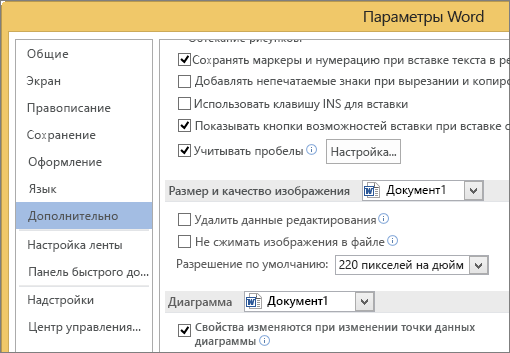 Параметры Word
Общие
Экран
Правописание
Сохранение
Оформление
Язык
Дополнительно
Настройка ленты
Панель быстрого до...
Надстройки
Центр управления...
Обтекание рисунков:
Сохранять маркеры и нумерацию при вставке текста в ре
Добавлять непечатаемые знаки при вырезании и копиро
Использовать клавишу INS для вставки
Показывать кнопки возможностей вставки при вставке с
Учитывать пробелы Настройка...
Размер и качество изображения Документ1
Удалить данные редактирования
Не сжимать изображения в файле
Разрешение по умолчанию: 220 пикселей на дюйм
Диаграмма Документ1
Свойства изменяются при изменении точки данных
диаграммы